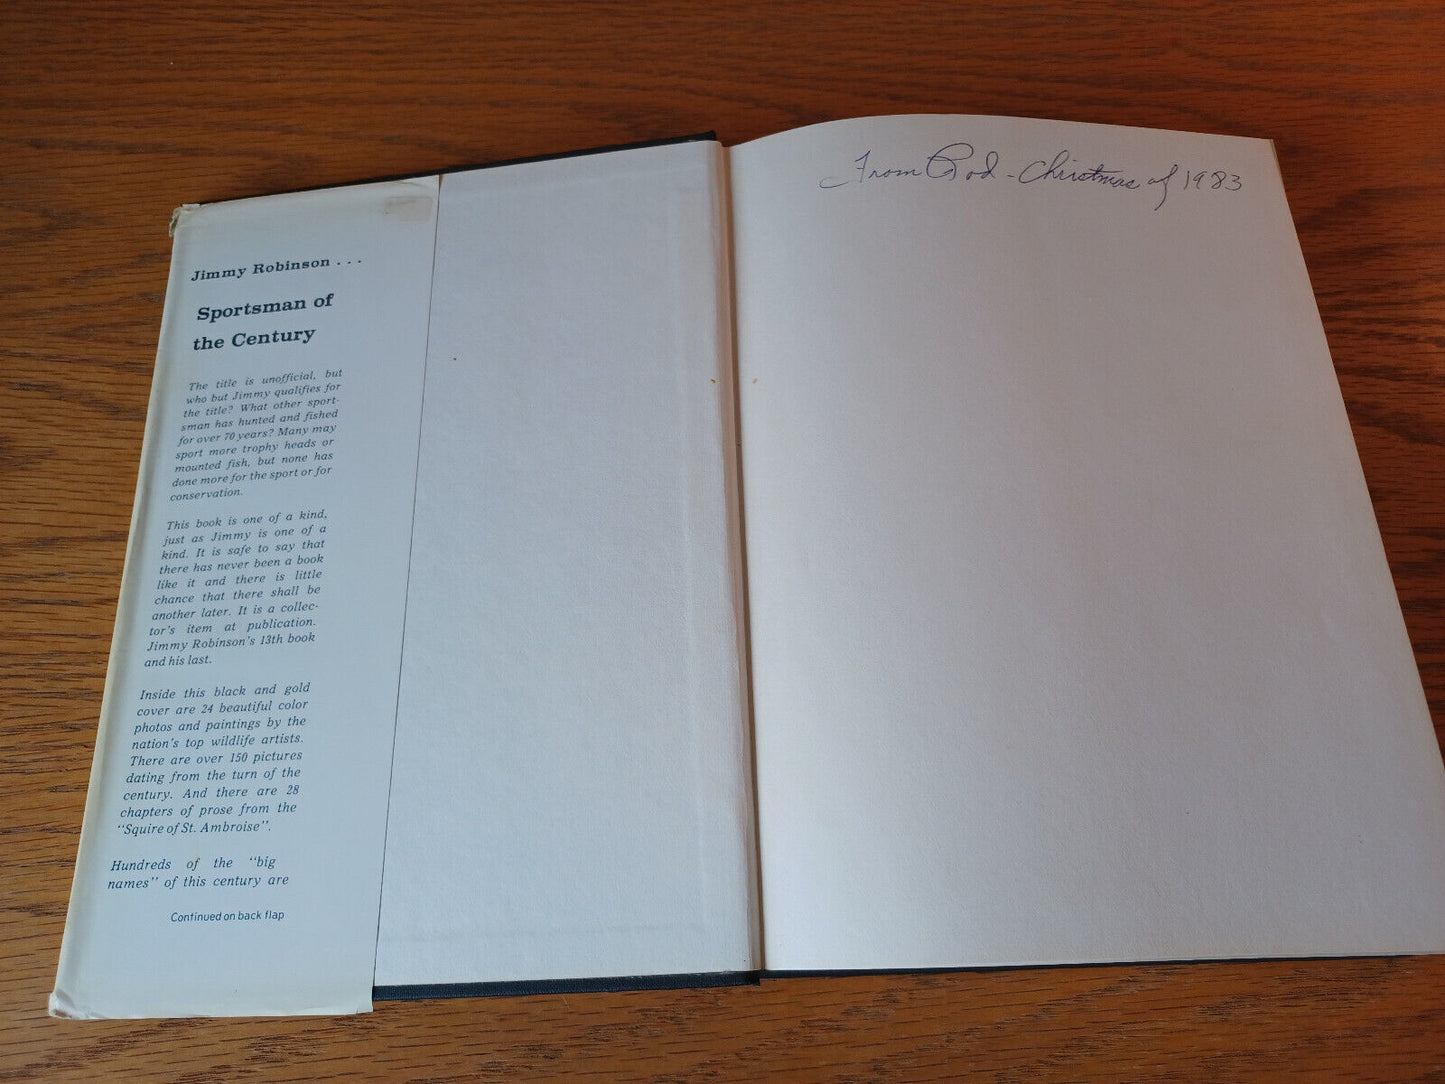 Jimmy Robinson . . .
Sportsman of
the Century
The title is unofficial, but
who but Jimmy qualifies for
the title? What other sport-
sman has hunted and fished
for over 70 years? Many may
sport more trophy heads or
mounted fish, but none has
done more for the sport or for
conservation.
This book is one of a kind,
just as Jimmy is one of a
kind. It is safe to say that
there has never been a book
like it and there is little
chance that there shall be
another later. It is a collec-
tor's item at publication.
Jimmy Robinson's 13th book
and his last.
Inside this black and gold
cover are 24 beautiful color
photos and paintings by the
nation's top wildlife artists.
There are over 150 pictures
dating from the turn of the
century. And there are 28
chapters of prose from the
"Squire of St. Ambroise".
Hundreds of the "big
names" of this century are
Continued on back flap
From Rod - Christmas of 1983